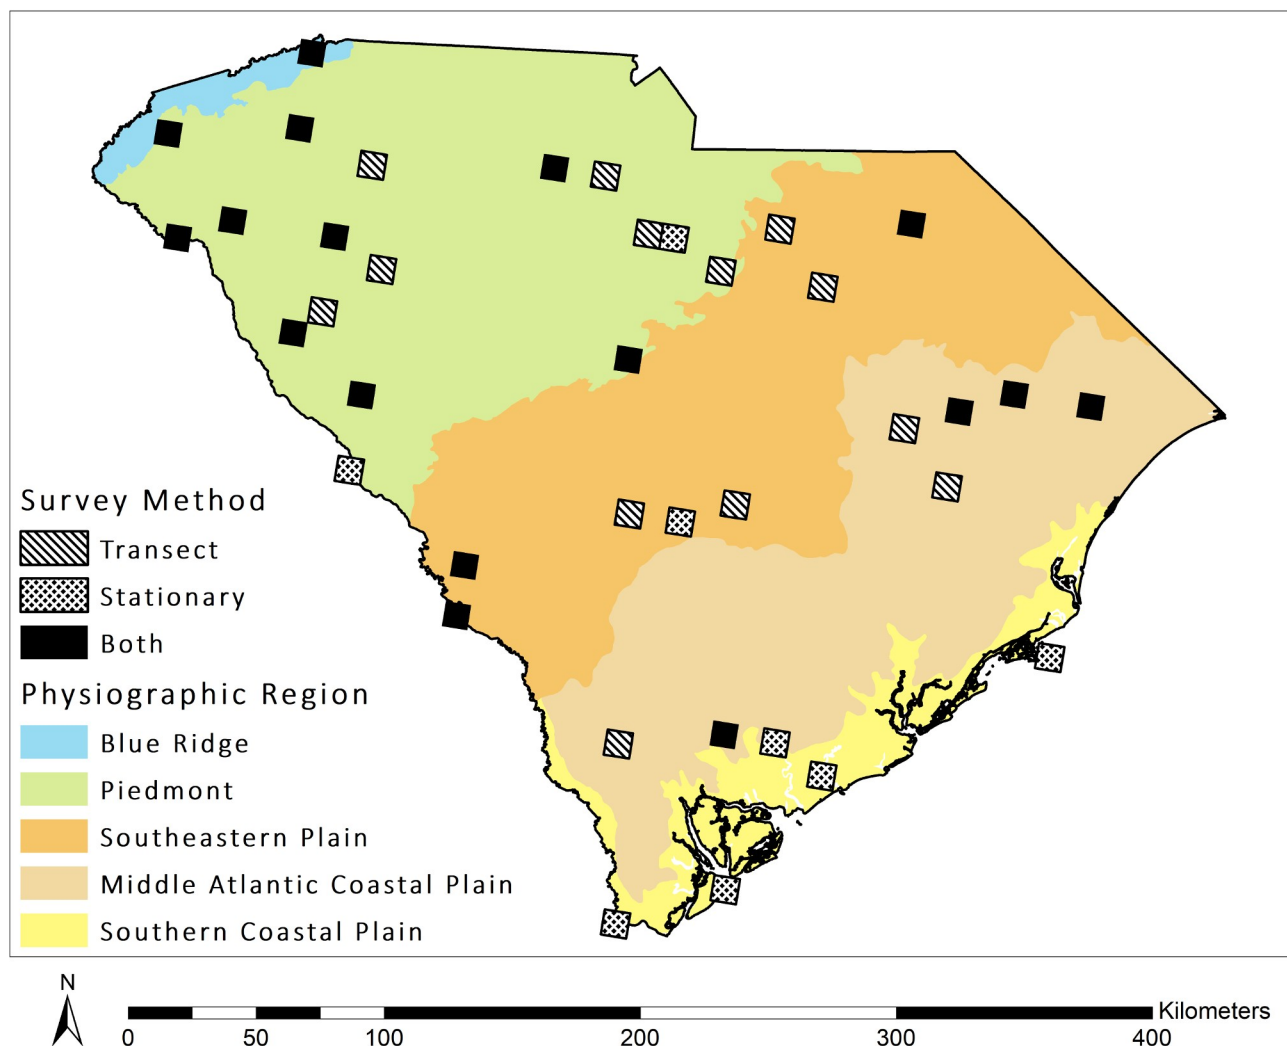 Survey Method
Transect
Stationary
Both
Physiographic Region
Blue Ridge
Piedmont
Southeastern Plain
Middle Atlantic Coastal Plain
Southern Coastal Plain
N
Kilometers
0 50 100 200 300 400